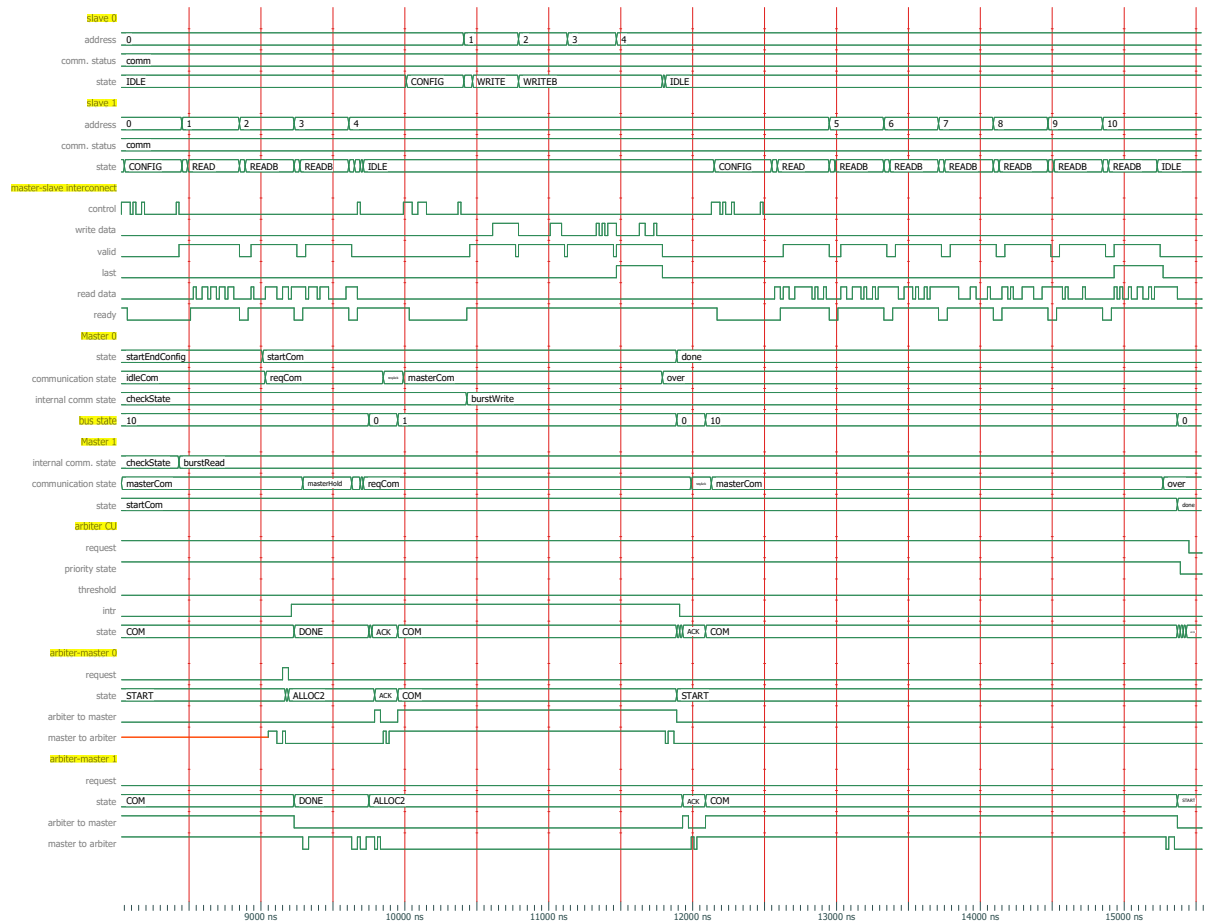 slave 0
address 0 1 2 3 4
comm. status comm
state IDLE CONFIG WRITE WRITEB IDLE
slave 1
address 0 1 2 3 4 5 6 7 8 9 10
comm. status comm
state CONFIG READ READB READB IDLE CONFIG READ READB READB READB READB READB READB IDLE
master-slave interconnect
control
write data
valid
last
read data
ready
Master 0
state startEndConfig startCom done
communication state idleCom reqCom masterCom over
internal comm state checkState burstWrite
bus state 10 0 1 0 10 0
Master 1
internal comm. state checkState burstRead
communication state masterCom masterHold reqCom masterCom over
state startCom done
arbiter CU
request
priority state
threshold
intr
state COM DONE ACK COM ACK COM
arbiter-master 0
request
state START ALLOC2 ACK COM START
arbiter to master
master to arbiter
arbiter-master 1
request
state COM DONE ALLOC2 ACK COM START
arbiter to master
master to arbiter
9000 ns 10000 ns 11000 ns 12000 ns 13000 ns 14000 ns 15000 ns